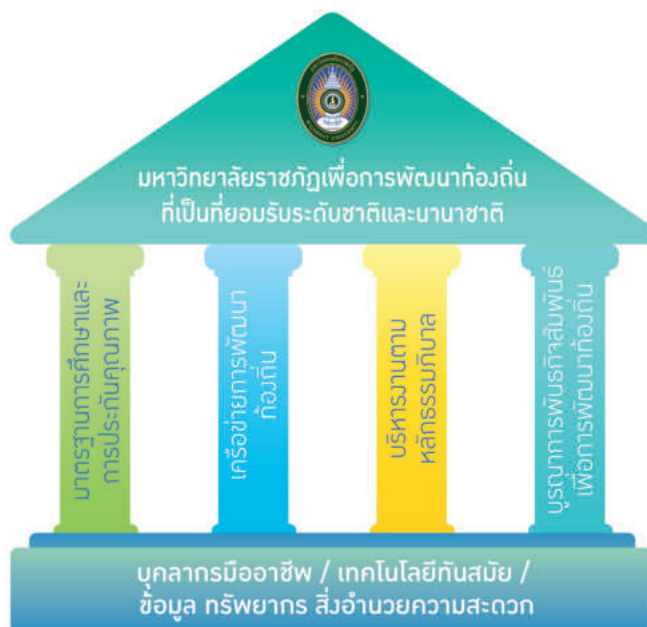 มหาวิทยาลัยราชภัฏเพื่อการพัฒนาท้องถิ่น
ที่เป็นที่ยอมรับระดับชาติและนานาชาติ
มาตรฐานการศึกษาและ
การประกันคุณภาพ
เครือข่ายการพัฒนา
ท้องถิ่น
บริหารงานตาม
หลักธรรมาภิบาล
บูรณาการพันธกิจสัมพันธ์
เพื่อการพัฒนาท้องถิ่น
บุคลากรมืออาชีพ / เทคโนโลยีทันสมัย /
ข้อมูล ทรัพยากร สิ่งอำนวยความสะดวก